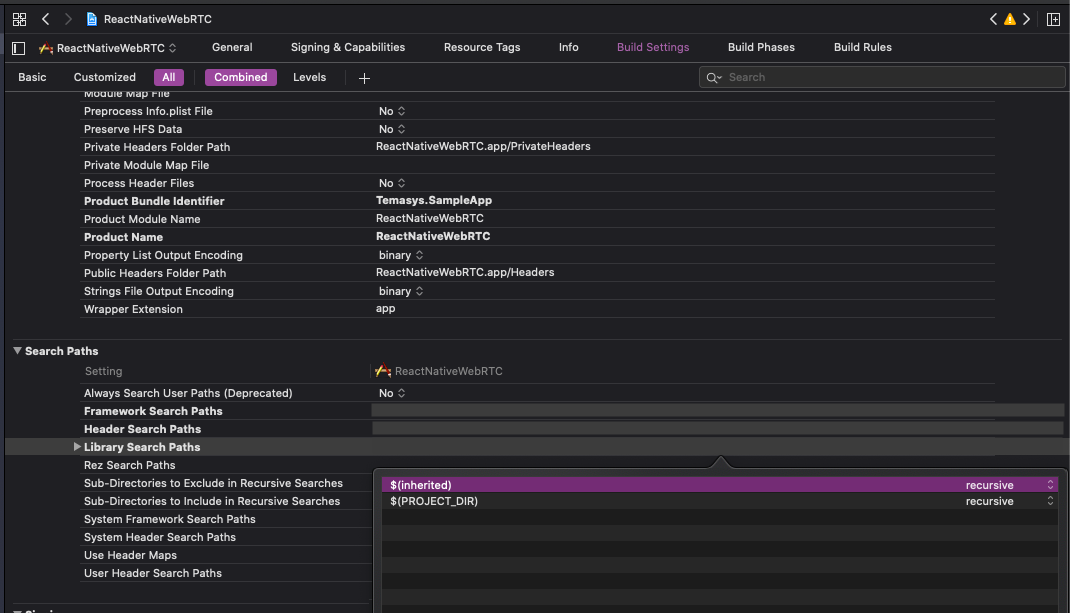 ReactNativeWebRTC
ReactNativeWebRTC General Signing & Capabilities Resource Tags Info Build Settings Build Phases Build Rules
Basic Customized All Combined Levels + Search
Module Map File
Preprocess Info.plist File No
Preserve HFS Data No
Private Headers Folder Path ReactNativeWebRTC.app/PrivateHeaders
Private Module Map File
Process Header Files No
Product Bundle Identifier Temasys.SampleApp
Product Module Name ReactNativeWebRTC
Product Name ReactNativeWebRTC
Property List Output Encoding binary
Public Headers Folder Path ReactNativeWebRTC.app/Headers
Strings File Output Encoding binary
Wrapper Extension app
Search Paths
Setting ReactNativeWebRTC
Always Search User Paths (Deprecated) No
Framework Search Paths
Header Search Paths
Library Search Paths
Rez Search Paths
Sub-Directories to Exclude in Recursive Searches $(inherited) recursive
Sub-Directories to Include in Recursive Searches $(PROJECT_DIR) recursive
System Framework Search Paths
System Header Search Paths
Use Header Maps
User Header Search Paths